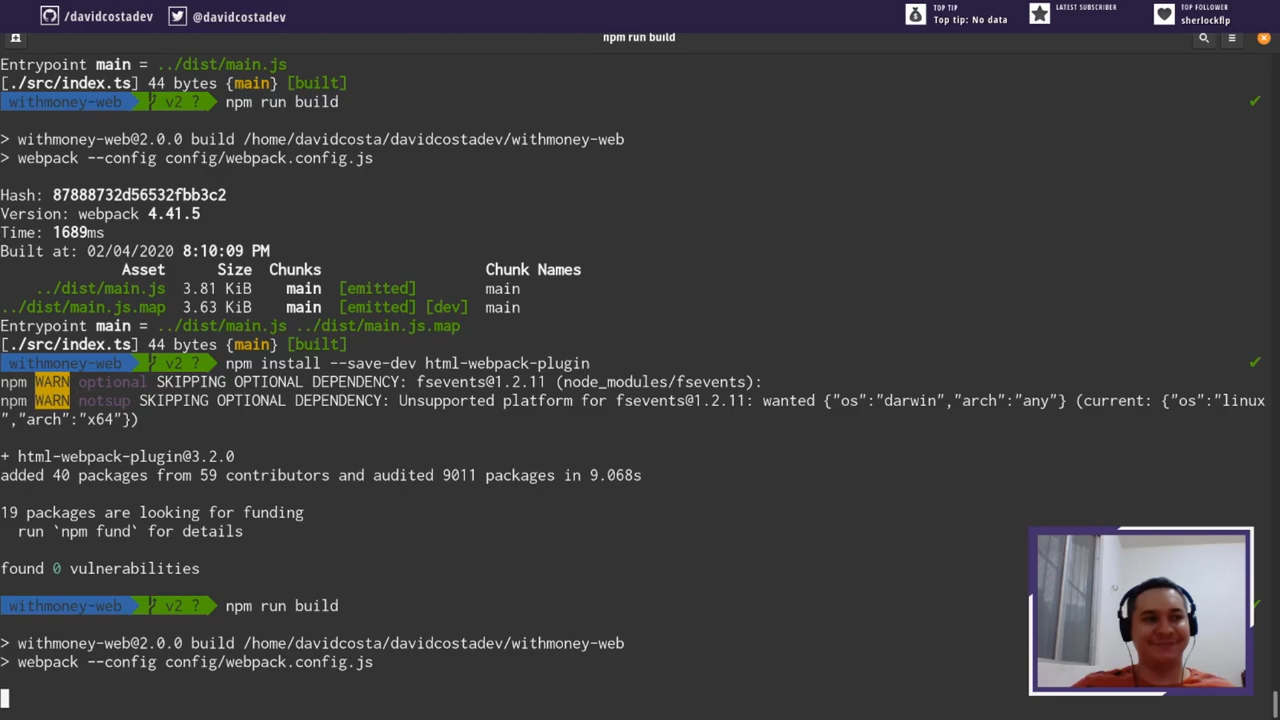 /davidcostadev @davidcostadev
TOP TIP
Top tip: No data
LATEST SUBSCRIBER
TOP FOLLOWER
sherlockflp
npm run build
Entrypoint main = ../dist/main.js
[./src/index.ts] 44 bytes {main} [built]
withmoney-web v2 ? npm run build ✔
> withmoney-web@2.0.0 build /home/davidcosta/davidcostadev/withmoney-web
> webpack --config config/webpack.config.js
Hash: 87888732d56532fbb3c2
Version: webpack 4.41.5
Time: 1689ms
Built at: 02/04/2020 8:10:09 PM
Asset Size Chunks Chunk Names
../dist/main.js 3.81 KiB main [emitted] main
../dist/main.js.map 3.63 KiB main [emitted] [dev] main
Entrypoint main = ../dist/main.js ../dist/main.js.map
[./src/index.ts] 44 bytes {main} [built]
withmoney-web v2 ? npm install --save-dev html-webpack-plugin ✔
npm WARN optional SKIPPING OPTIONAL DEPENDENCY: fsevents@1.2.11 (node_modules/fsevents):
npm WARN notsup SKIPPING OPTIONAL DEPENDENCY: Unsupported platform for fsevents@1.2.11: wanted {"os":"darwin","arch":"any"} (current: {"os":"linux
","arch":"x64"})
+ html-webpack-plugin@3.2.0
added 40 packages from 59 contributors and audited 9011 packages in 9.068s
19 packages are looking for funding
run `npm fund` for details
found 0 vulnerabilities
withmoney-web v2 ? npm run build
> withmoney-web@2.0.0 build /home/davidcosta/davidcostadev/withmoney-web
> webpack --config config/webpack.config.js